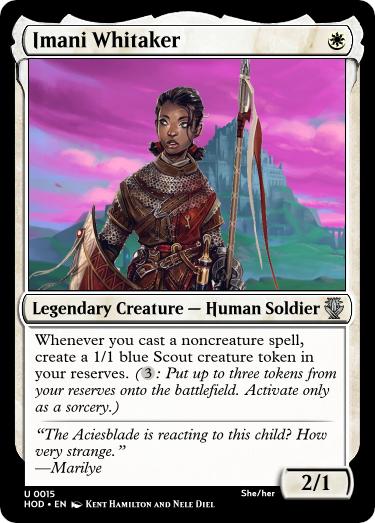 Imani Whitaker
Legendary Creature — Human Soldier
Whenever you cast a noncreature spell,
create a 1/1 blue Scout creature token in
your reserves. (3: Put up to three tokens from
your reserves onto the battlefield. Activate only
as a sorcery.)
“The Aciesblade is reacting to this child? How
very strange.”
—Marilye
2/1
U 0015
She/her
HOD • EN Kent Hamilton and Nele Diel